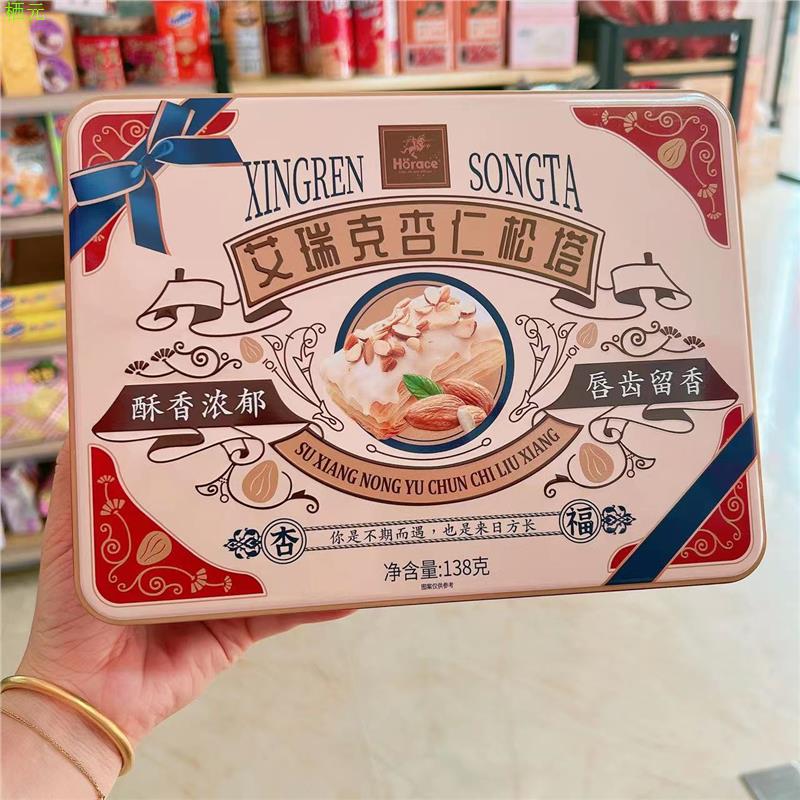 栖元
Horace
XINGREN SONGTA
艾瑞克杏仁松塔
酥香浓郁
唇齿留香
SU XIANG NONG YU CHUN CHI LIU XIANG
杏 你是不期而遇，也是来日方长 福
净含量:138克
图案仅供参考